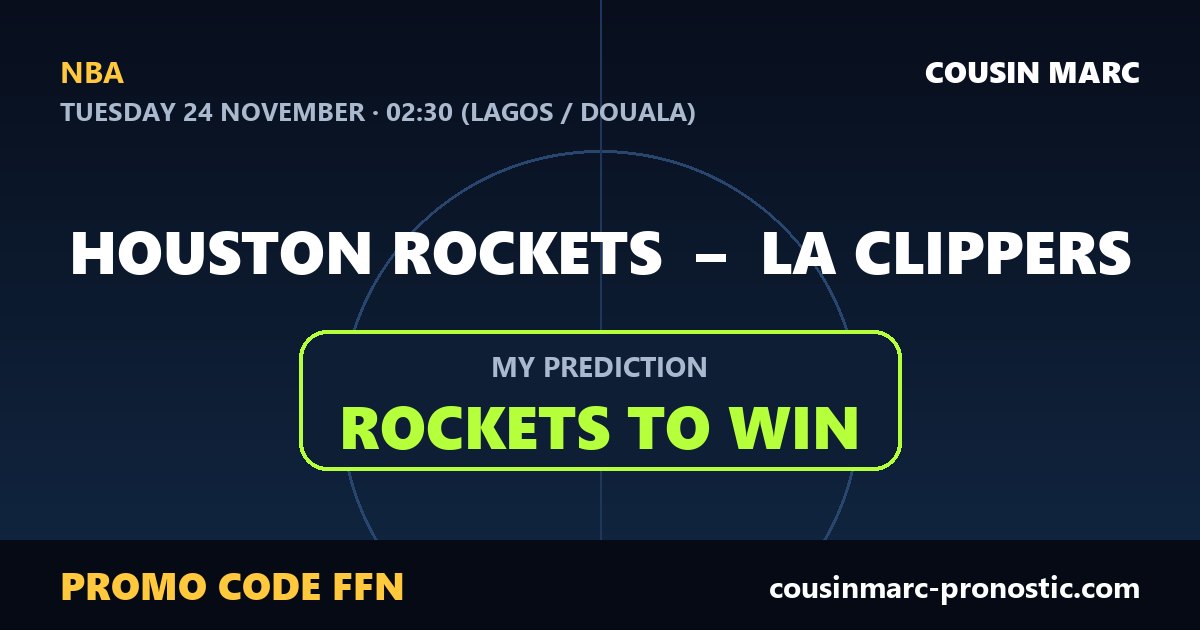 NBA
COUSIN MARC
TUESDAY 24 NOVEMBER · 02:30 (LAGOS / DOUALA)
HOUSTON ROCKETS – LA CLIPPERS
MY PREDICTION
ROCKETS TO WIN
PROMO CODE FFN
cousinmarc-pronostic.com